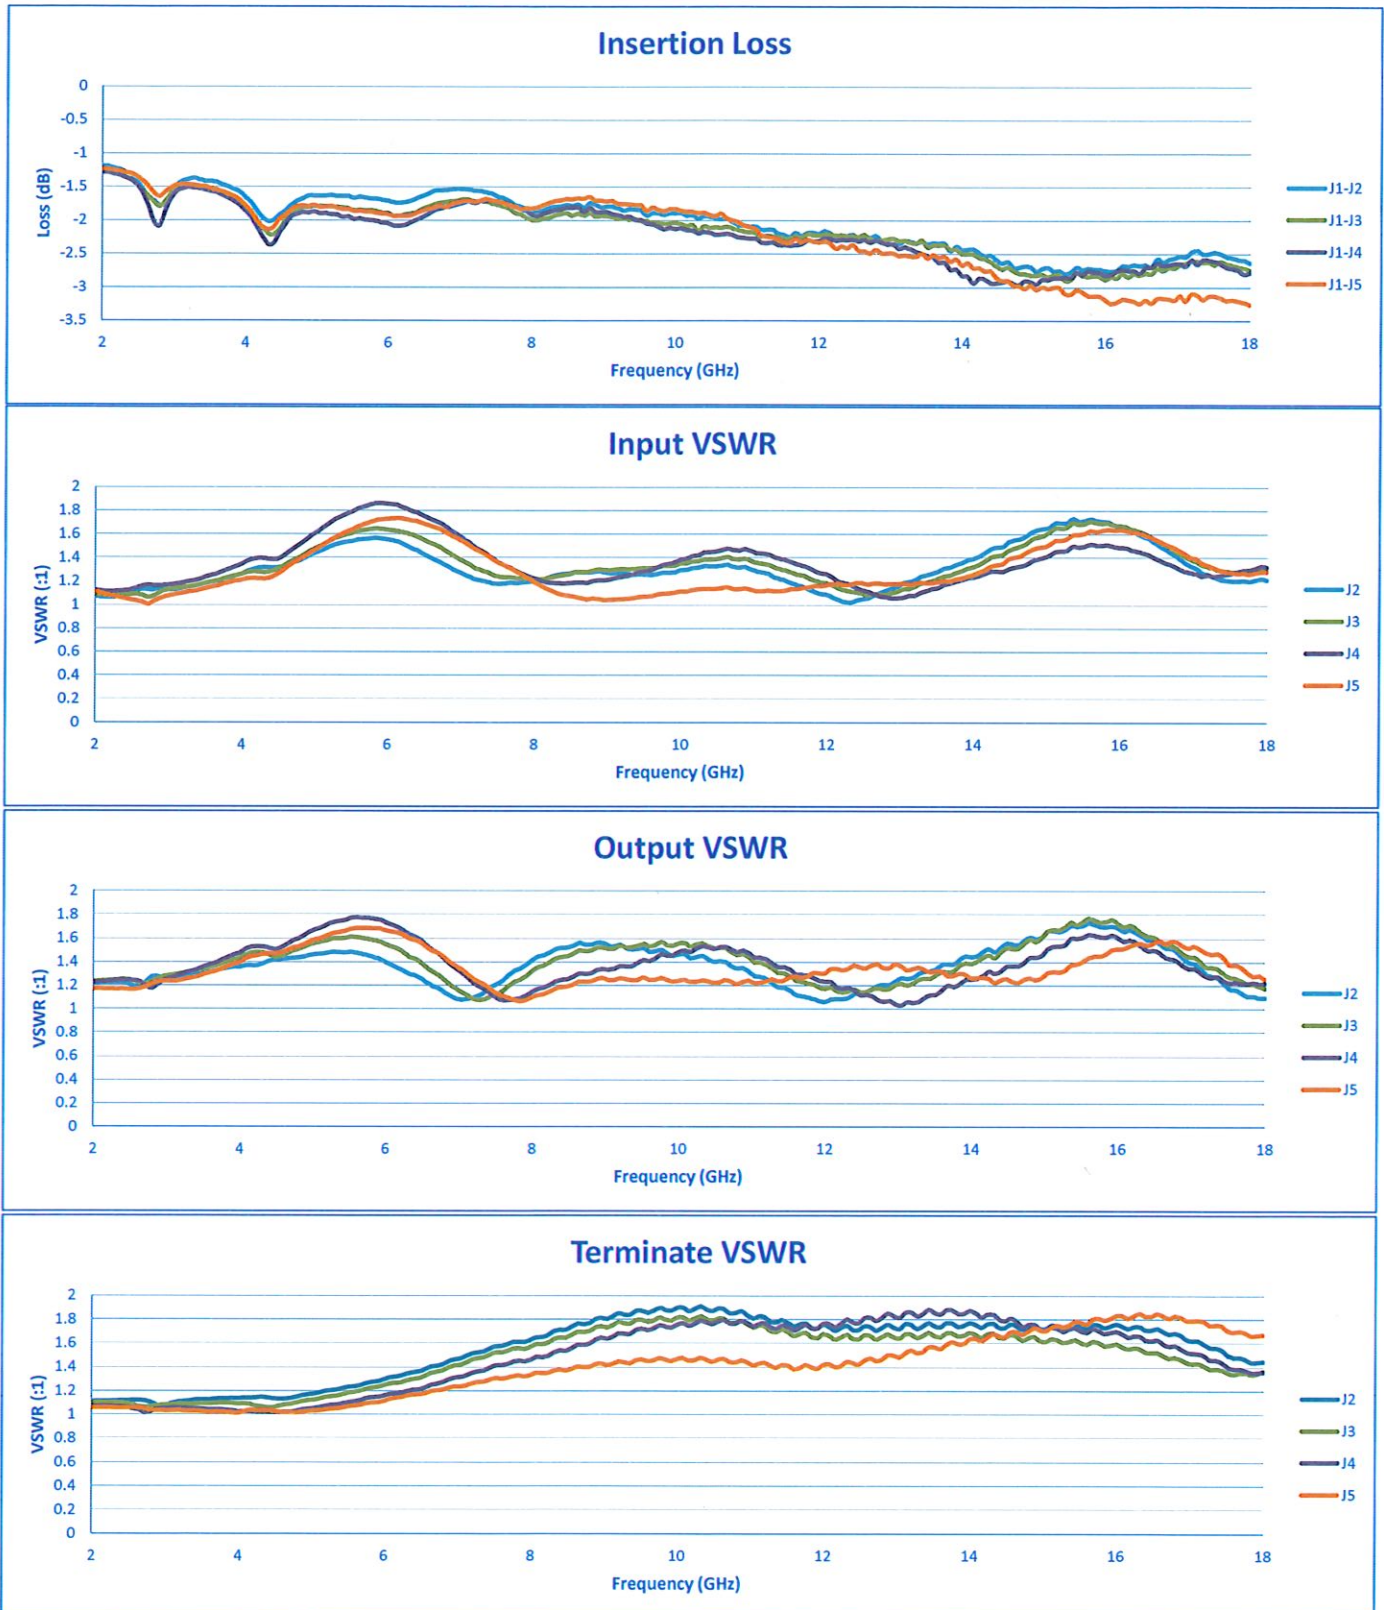 Insertion Loss
0
-0.5
-1
-1.5
-2
-2.5
-3
-3.5
Loss (dB)
2 4 6 8 10 12 14 16 18
Frequency (GHz)
J1-J2
J1-J3
J1-J4
J1-J5
Input VSWR
2
1.8
1.6
1.4
1.2
1
0.8
0.6
0.4
0.2
0
VSWR (:1)
2 4 6 8 10 12 14 16 18
Frequency (GHz)
J2
J3
J4
J5
Output VSWR
2
1.8
1.6
1.4
1.2
1
0.8
0.6
0.4
0.2
0
VSWR (:1)
2 4 6 8 10 12 14 16 18
Frequency (GHz)
J2
J3
J4
J5
Terminate VSWR
2
1.8
1.6
1.4
1.2
1
0.8
0.6
0.4
0.2
0
VSWR (:1)
2 4 6 8 10 12 14 16 18
Frequency (GHz)
J2
J3
J4
J5